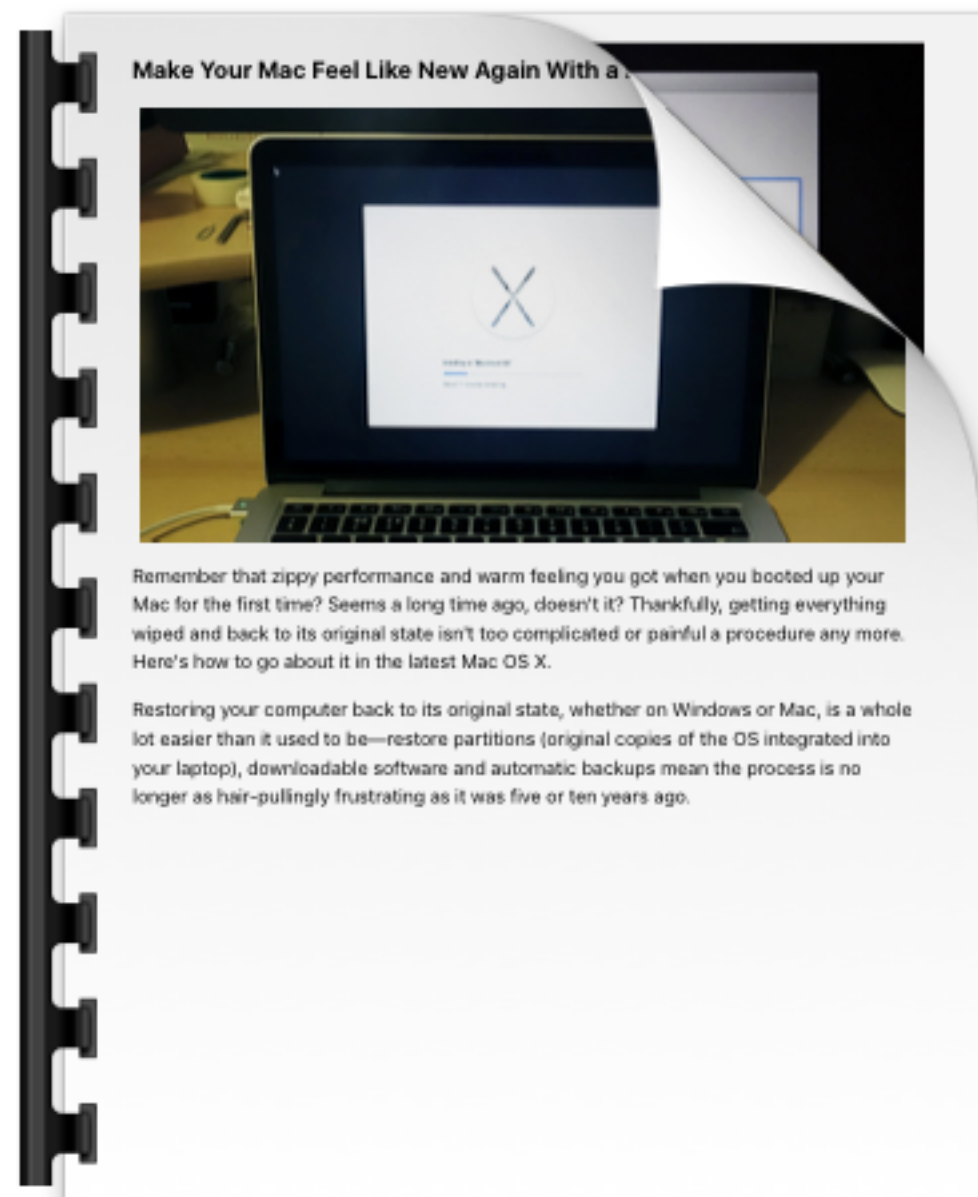 Make Your Mac Feel Like New Again With a
Remember that zippy performance and warm feeling you got when you booted up your
Mac for the first time? Seems a long time ago, doesn't it? Thankfully, getting everything
wiped and back to its original state isn't too complicated or painful a procedure any more.
Here's how to go about it in the latest Mac OS X.
Restoring your computer back to its original state, whether on Windows or Mac, is a whole
lot easier than it used to be—restore partitions (original copies of the OS integrated into
your laptop), downloadable software and automatic backups mean the process is no
longer as hair-pullingly frustrating as it was five or ten years ago.